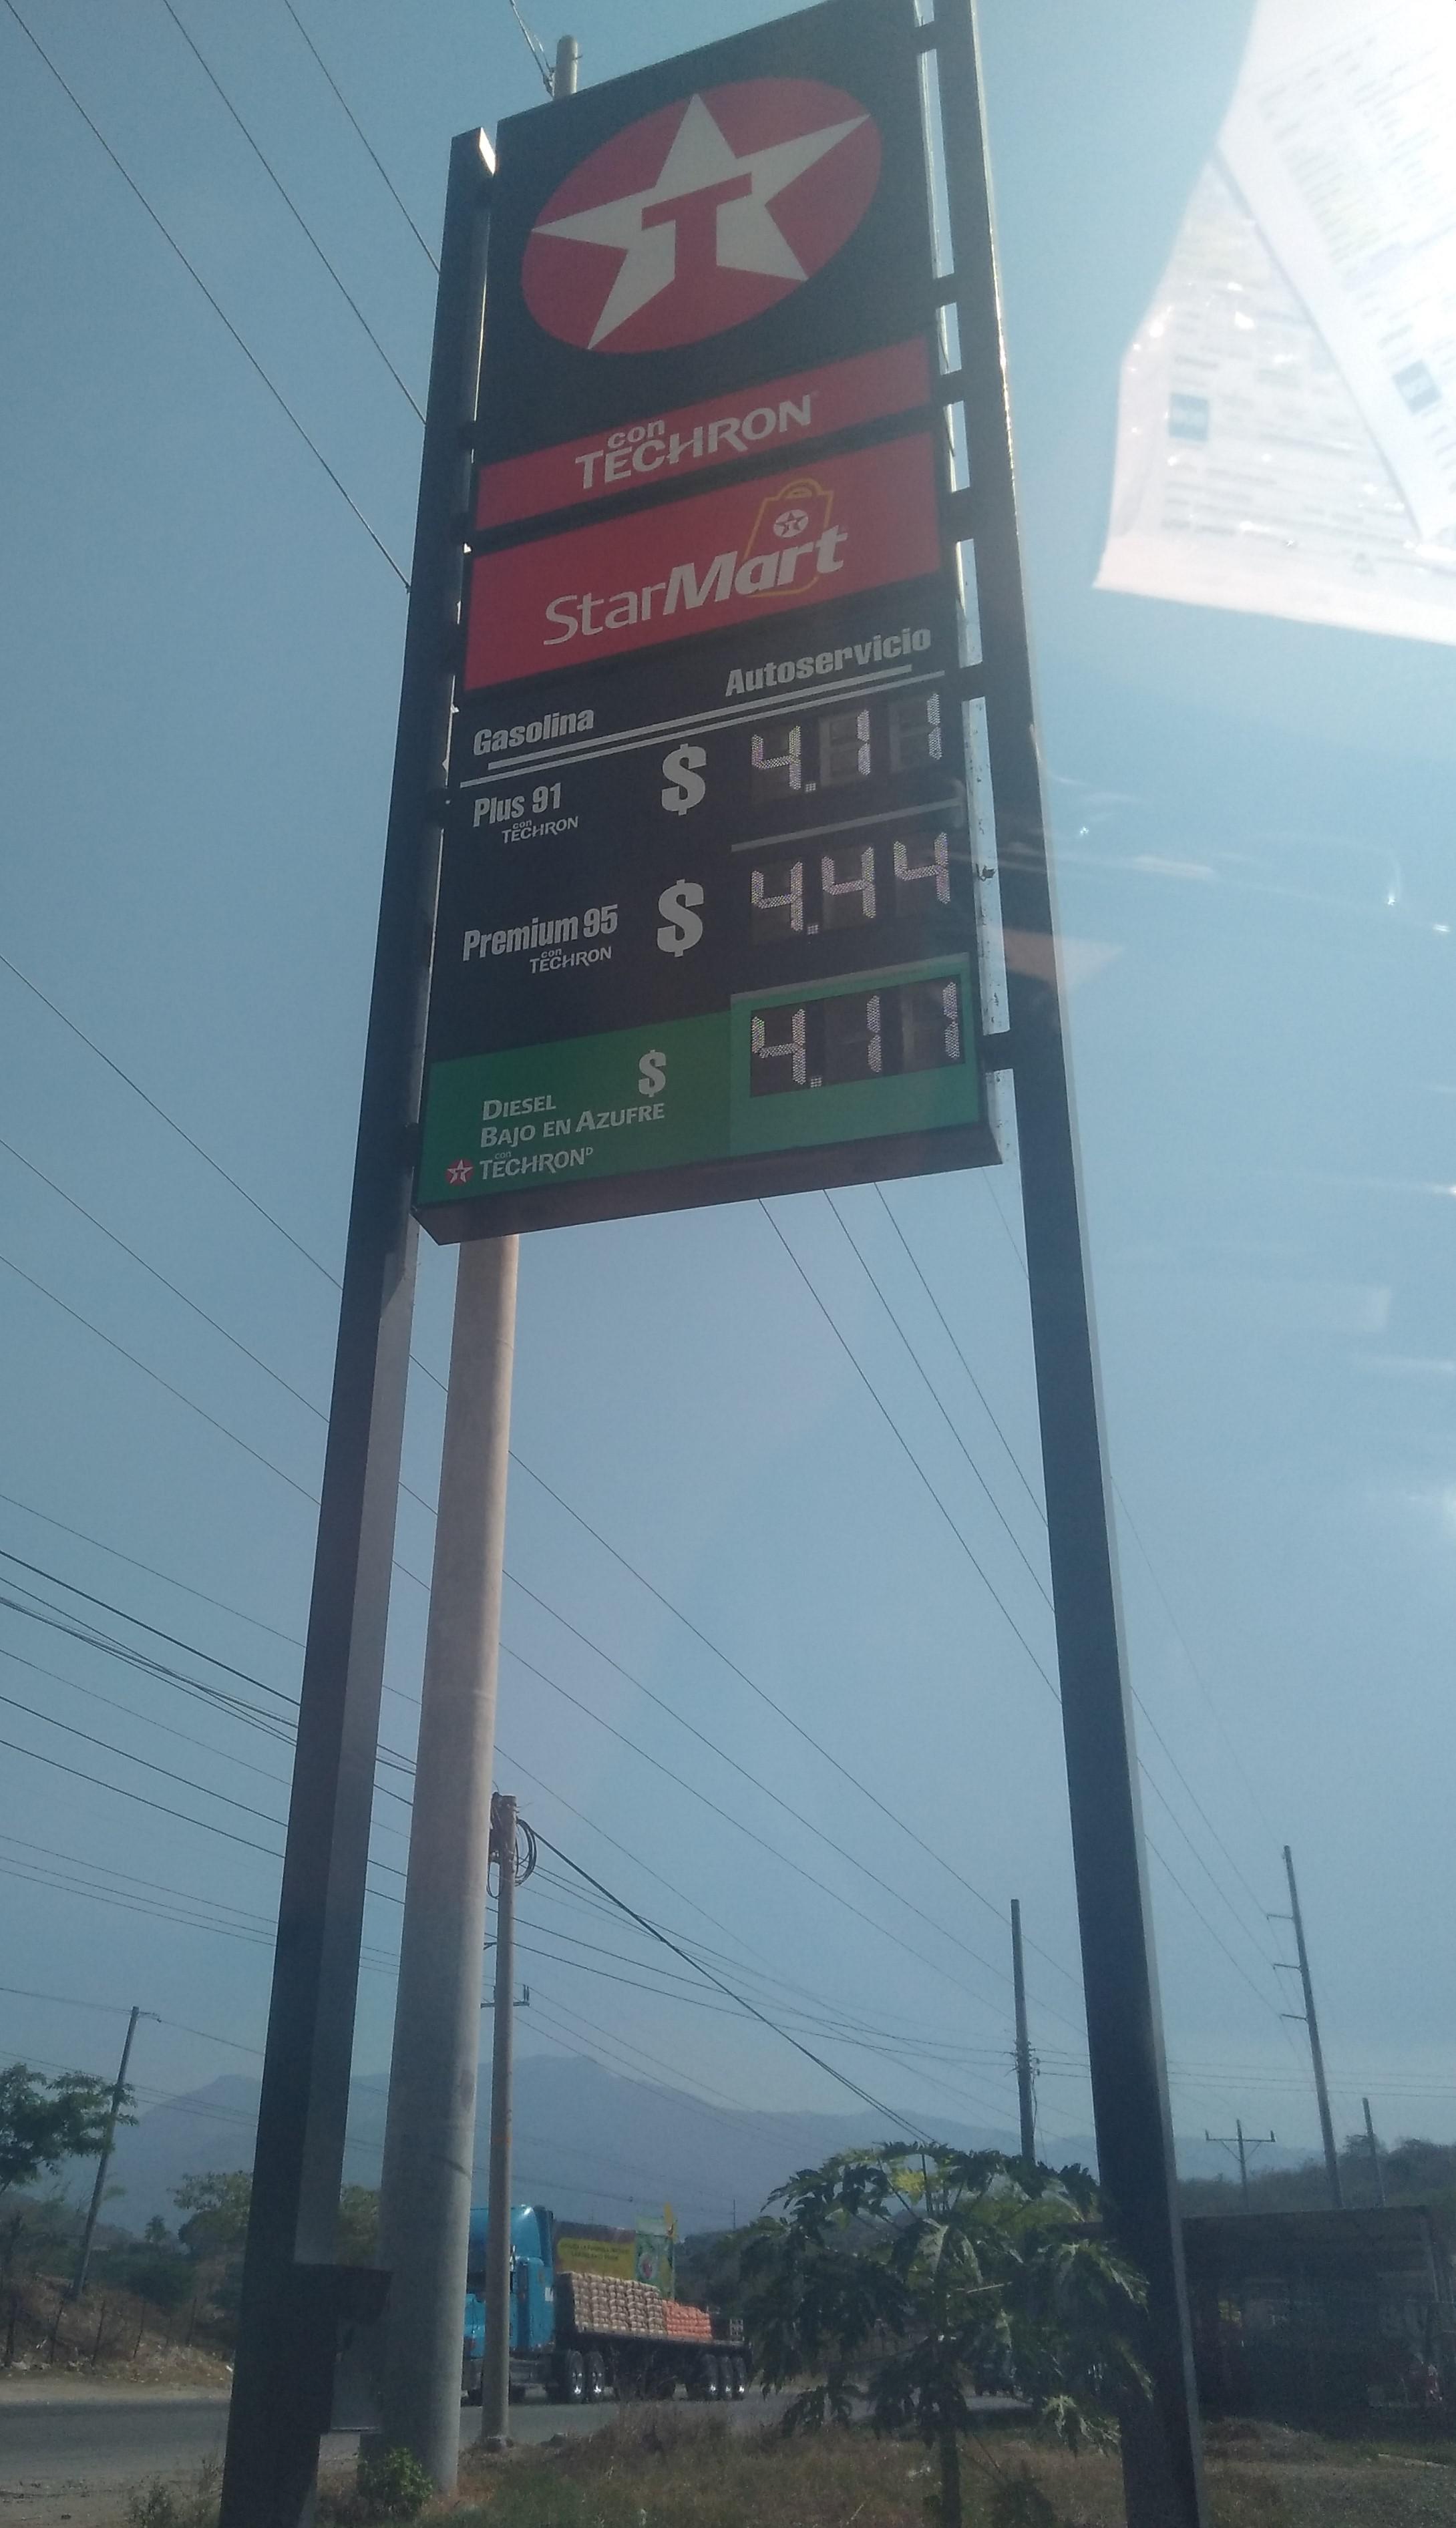 T
con
TECHRON
StarMart
Autoservicio
Gasolina
Plus 91 $ 4.11
con
TECHRON
Premium 95 $ 4.44
con
TECHRON
$ 4.11
DIESEL
BAJO EN AZUFRE
con
TECHRON D